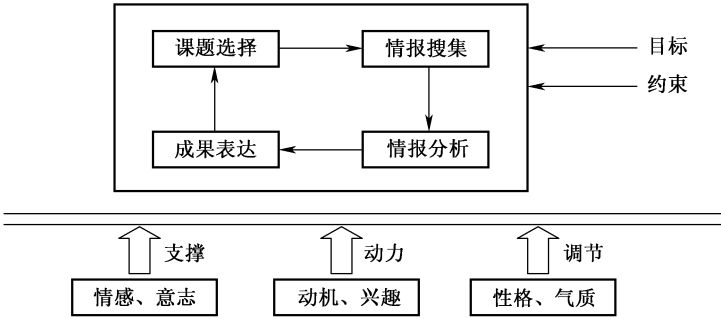 课题选择
情报搜集
目标
约束
成果表达
情报分析
支撑
动力
调节
情感、意志
动机、兴趣
性格、气质